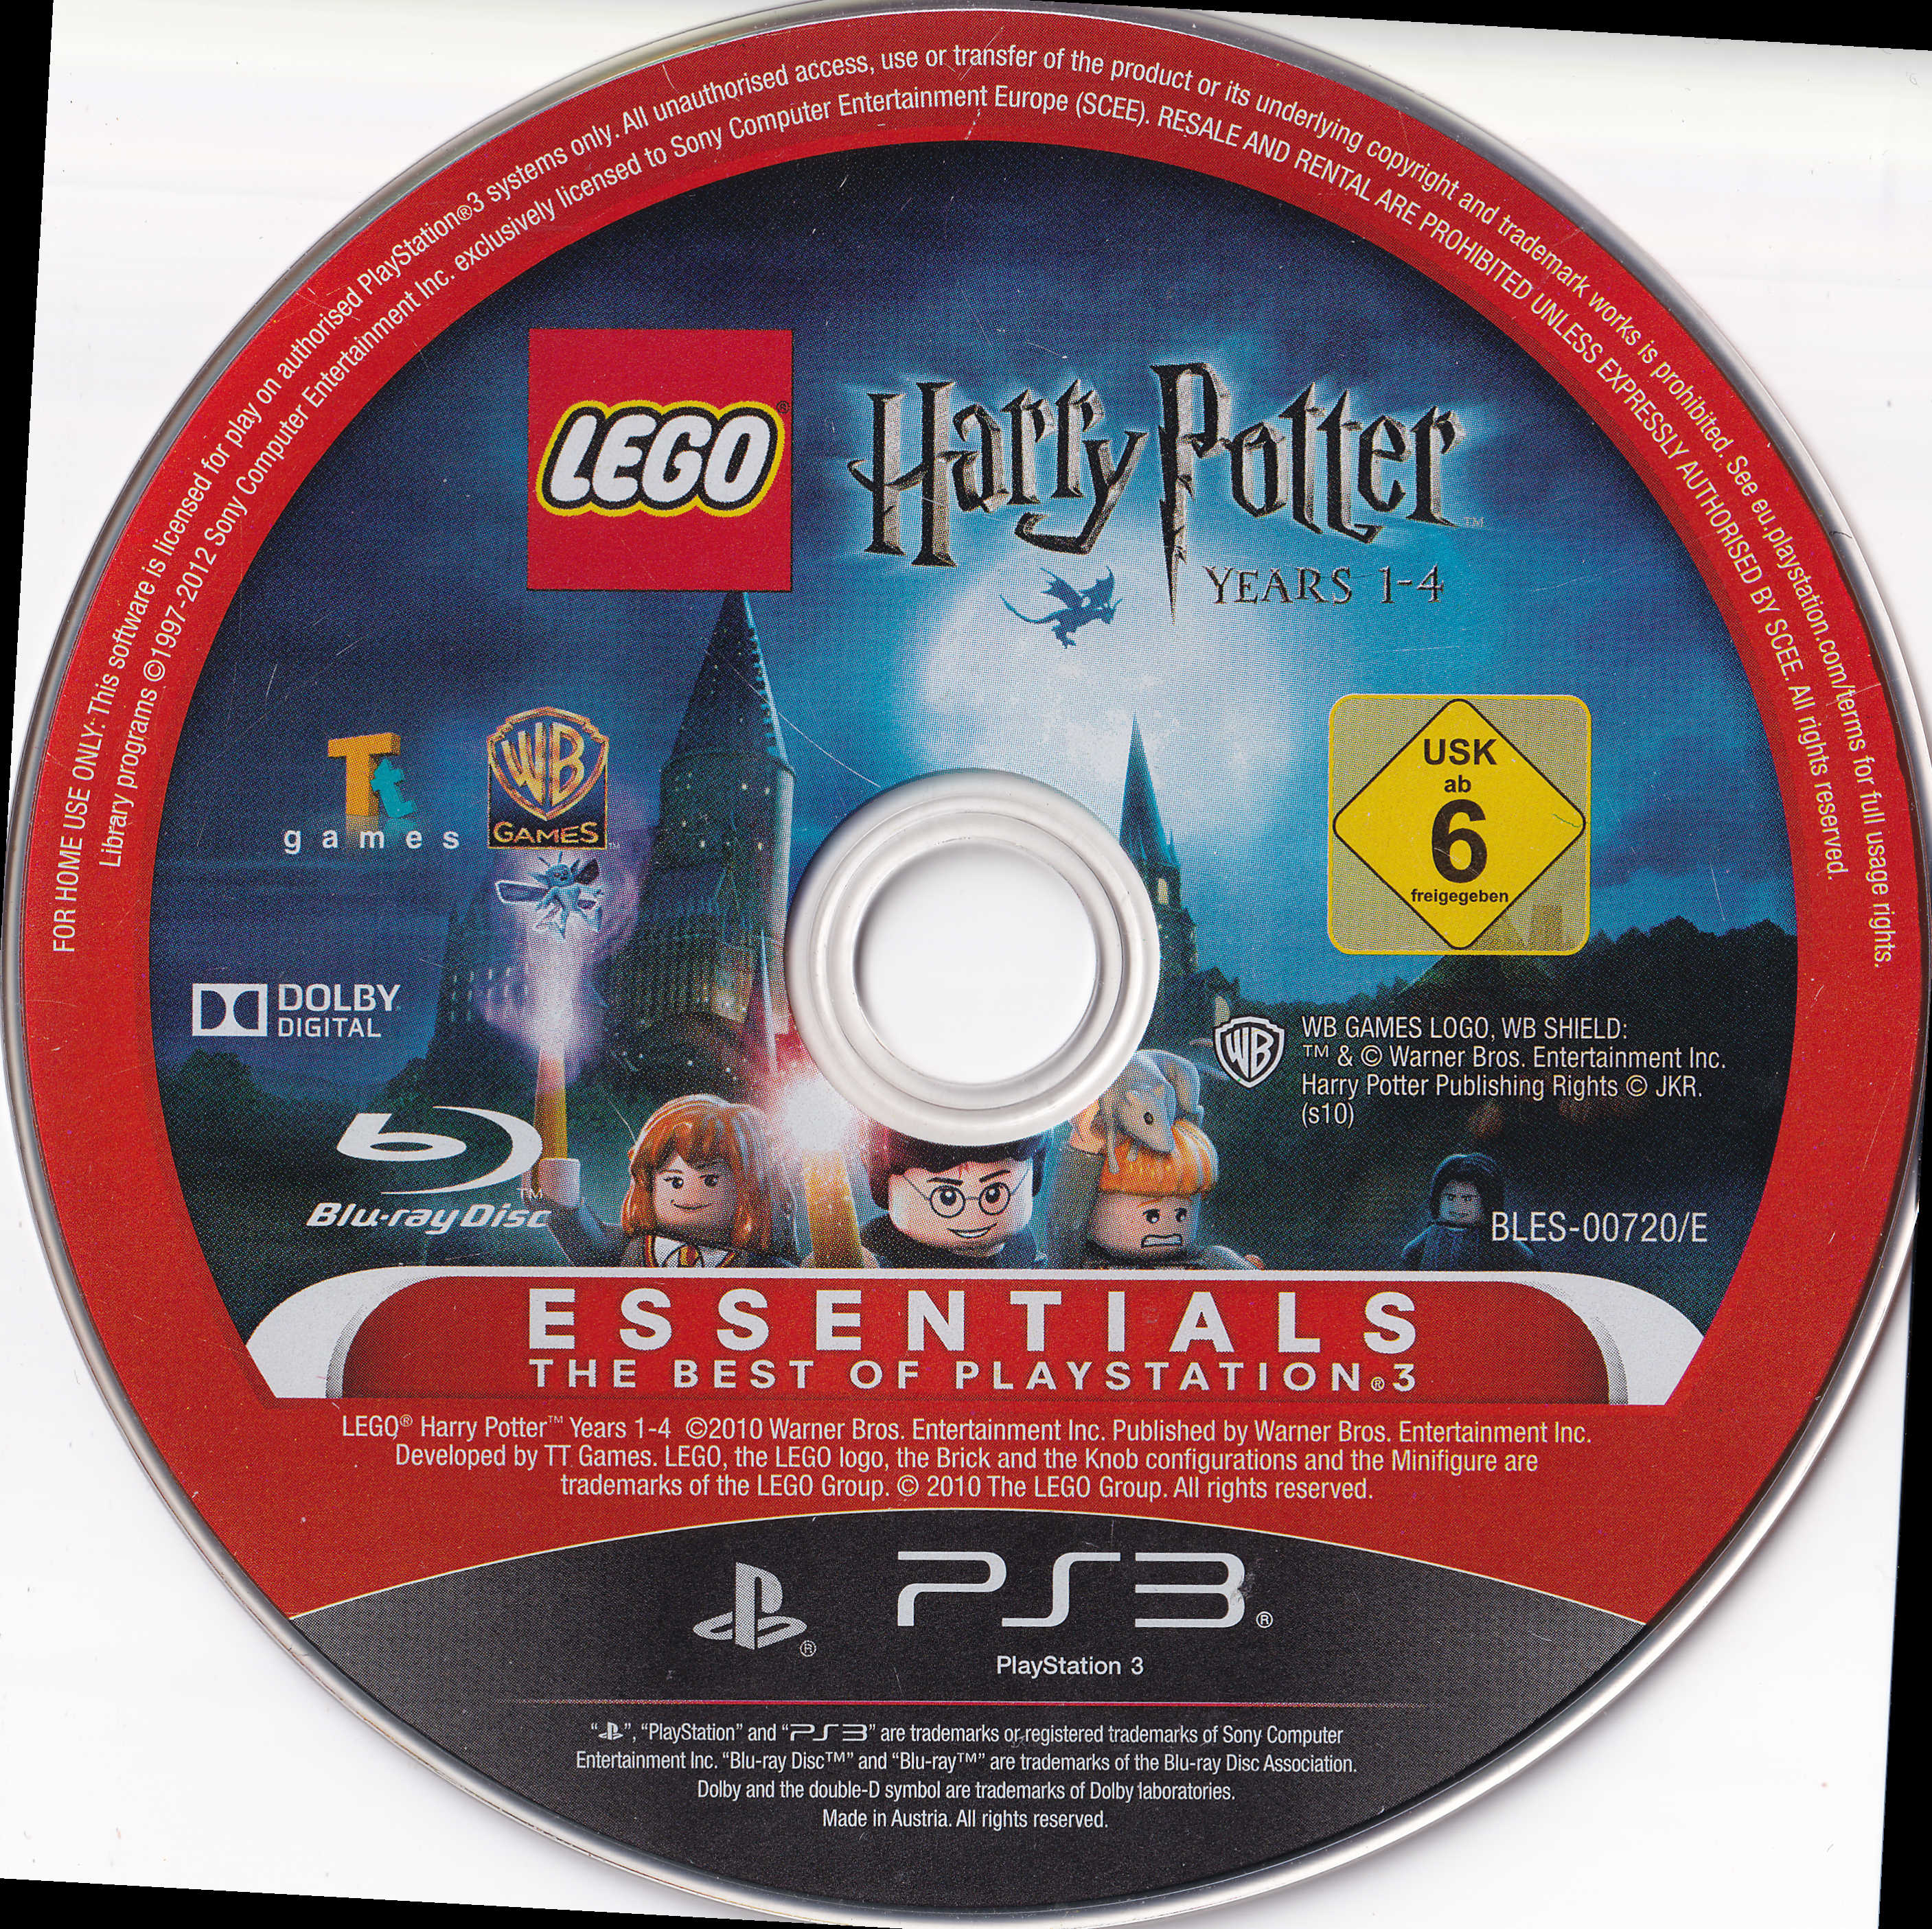 FOR HOME USE ONLY: This software is licensed for play on authorised PlayStation®3 systems only. All unauthorised access, use or transfer of the product or its underlying copyright and trademark works is prohibited. See eu.playstation.com/terms for full usage rights.
Library programs ©1997-2012 Sony Computer Entertainment Inc. exclusively licensed to Sony Computer Entertainment Europe (SCEE). RESALE AND RENTAL ARE PROHIBITED UNLESS EXPRESSLY AUTHORISED BY SCEE. All rights reserved.
LEGO®
Harry Potter™
YEARS 1-4
Tt
games
WB
GAMES™
USK
ab
6
freigegeben
DOLBY
DIGITAL
WB
WB GAMES LOGO, WB SHIELD:
™ & © Warner Bros. Entertainment Inc.
Harry Potter Publishing Rights © JKR.
(s10)
Blu-ray Disc™
BLES-00720/E
ESSENTIALS
THE BEST OF PLAYSTATION®3
LEGO® Harry Potter™ Years 1-4 ©2010 Warner Bros. Entertainment Inc. Published by Warner Bros. Entertainment Inc.
Developed by TT Games. LEGO, the LEGO logo, the Brick and the Knob configurations and the Minifigure are
trademarks of the LEGO Group. © 2010 The LEGO Group. All rights reserved.
PS3®
PlayStation 3
“ ”, “PlayStation” and “PS3” are trademarks or registered trademarks of Sony Computer
Entertainment Inc. “Blu-ray Disc™” and “Blu-ray™” are trademarks of the Blu-ray Disc Association.
Dolby and the double-D symbol are trademarks of Dolby laboratories.
Made in Austria. All rights reserved.